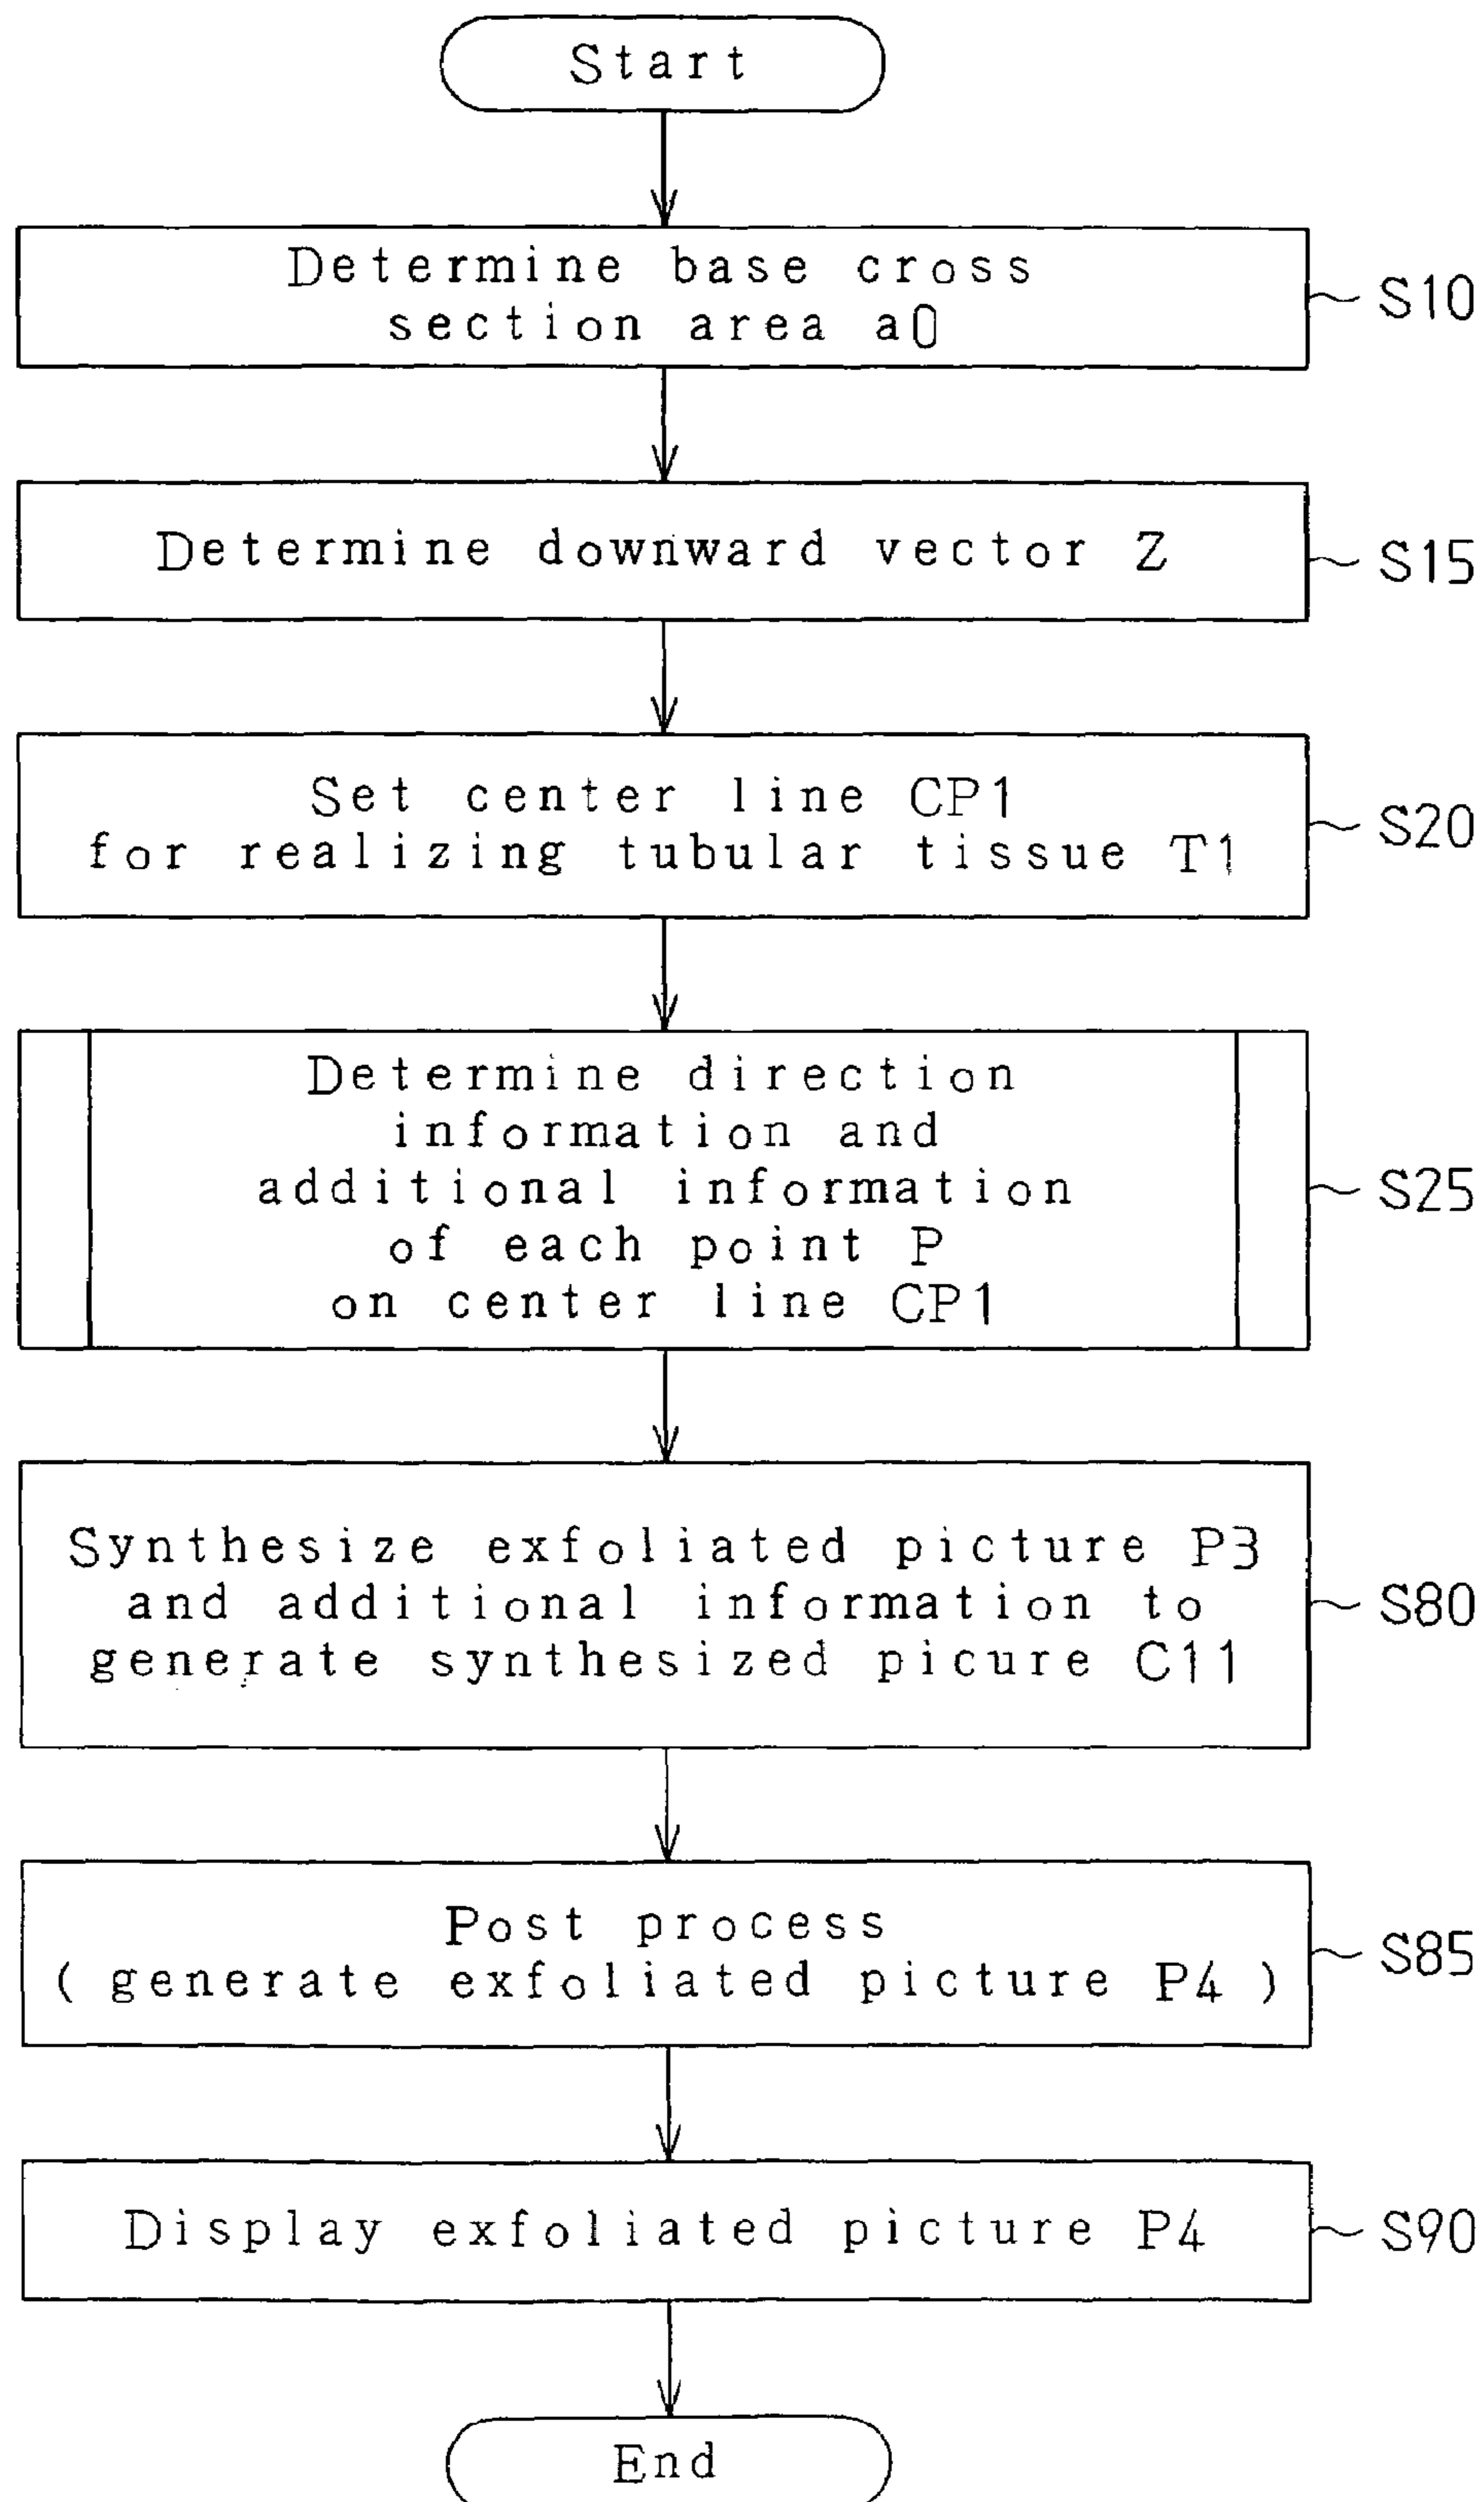 Start
Determine base cross
section area a0
S10
Determine downward vector Z
S15
Set center line CP1
for realizing tubular tissue T1
S20
Determine direction
information and
additional information
of each point P
on center line CP1
S25
Synthesize exfoliated picture P3
and additional information to
generate synthesized picure C11
S80
Post process
( generate exfoliated picture P4 )
S85
Display exfoliated picture P4
S90
End